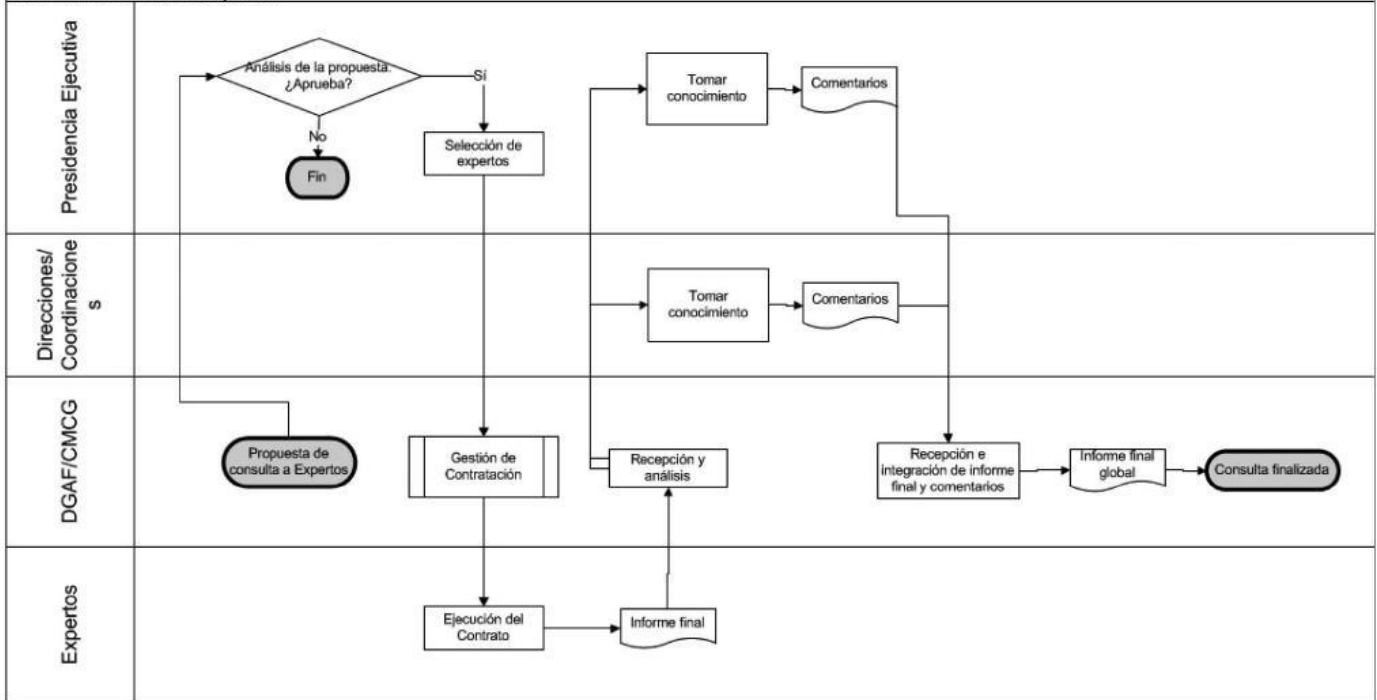 Presidencia Ejecutiva
Análisis de la propuesta.
¿Aprueba?
Sí
No
Fin
Selección de
expertos
Tomar
conocimiento
Comentarios
Direcciones/
Coordinacione
s
Tomar
conocimiento
Comentarios
DGAF/CMCG
Propuesta de
consulta a Expertos
Gestión de
Contratación
Recepción y
análisis
Recepción e
integración de informe
final y comentarios
Informe final
global
Consulta finalizada
Expertos
Ejecución del
Contrato
Informe final